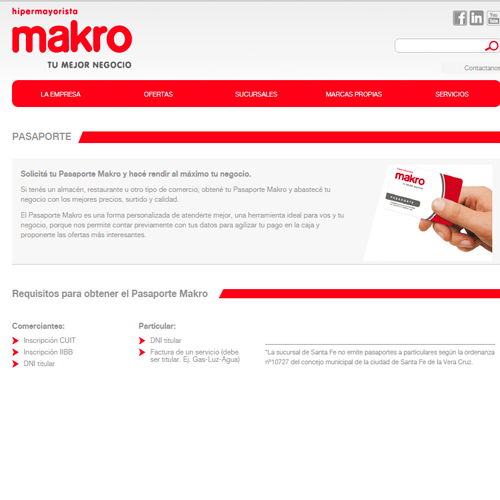 hipermayorista
makro
TU MEJOR NEGOCIO
Contactanos
LA EMPRESA
OFERTAS
SUCURSALES
MARCAS PROPIAS
SERVICIOS
PASAPORTE
Solicitá tu Pasaporte Makro y hacé rendir al máximo tu negocio.
Si tenés un almacén, restaurante u otro tipo de comercio, obtené tu Pasaporte Makro y abastecé tu
negocio con los mejores precios, surtido y calidad.
El Pasaporte Makro es una forma personalizada de atenderte mejor, una herramienta ideal para vos y tu
negocio, porque nos permite contar previamente con tus datos para agilizar tu pago en la caja y
proponerte las ofertas más interesantes.
makro
PASAPORTE
Requisitos para obtener el Pasaporte Makro
Comerciantes:
Inscripción CUIT
Inscripción IIBB
DNI titular
Particular:
DNI titular
Factura de un servicio (debe
ser titular. Ej. Gas-Luz-Agua)
*La sucursal de Santa Fe no emite pasaportes a particulares según la ordenanza
nº10727 del concejo municipal de la ciudad de Santa Fe de la Vera Cruz.